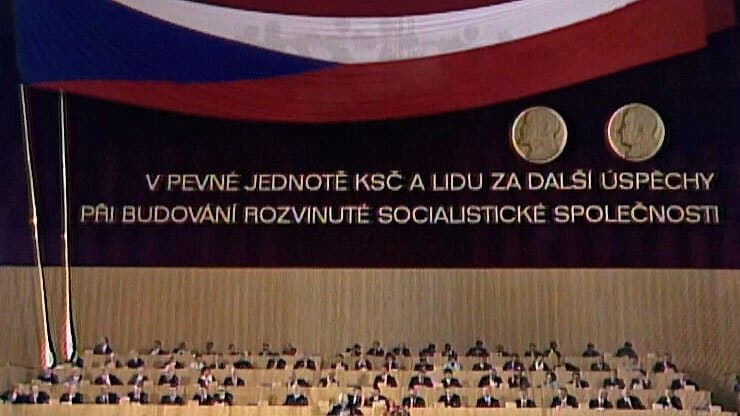 V PEVNÉ JEDNOTĚ KSČ A LIDU ZA DALŠÍ ÚSPĚCHY
PŘI BUDOVÁNÍ ROZVINUTÉ SOCIALISTICKÉ SPOLEČNOSTI